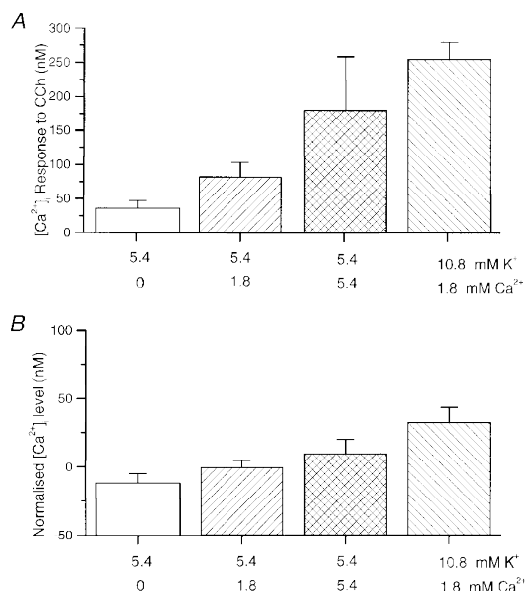 A
[Ca2+]i Response to CCh (nM)
300
250
200
150
100
50
0
5.4 5.4 5.4 10.8 mM K+
0 1.8 5.4 1.8 mM Ca2+
B
Normalised [Ca2+]i level (nM)
100
50
0
50
5.4 5.4 5.4 10.8 mM K+
0 1.8 5.4 1.8 mM Ca2+